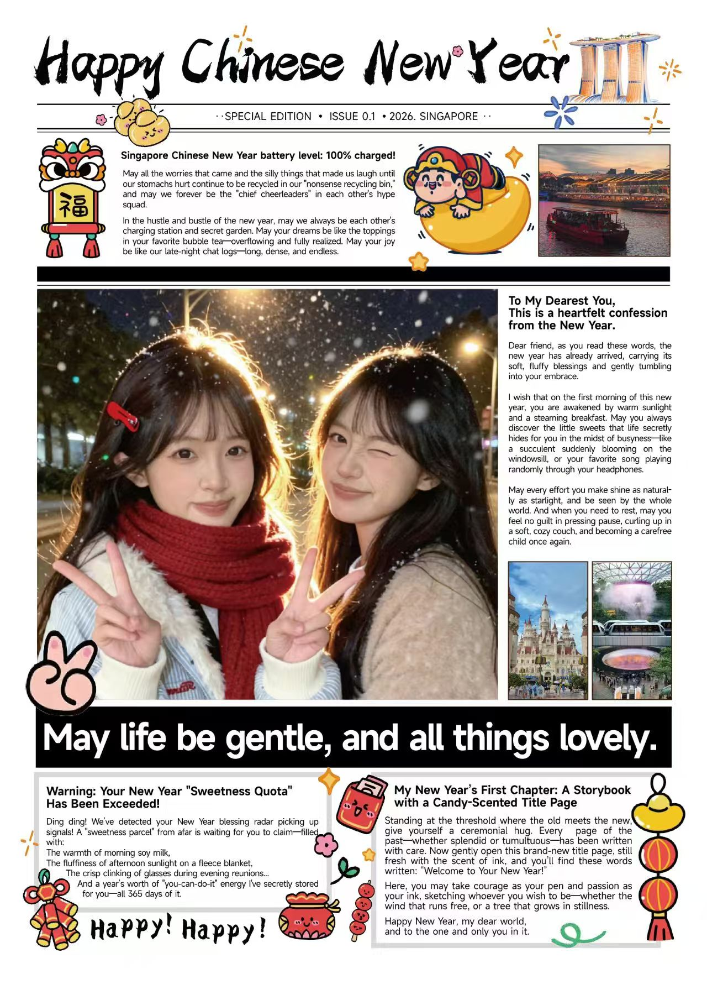 Happy Chinese New Year
··SPECIAL EDITION • ISSUE 0.1 • 2026. SINGAPORE ··
福
Singapore Chinese New Year battery level: 100% charged!
May all the worries that came and the silly things that made us laugh until
our stomachs hurt continue to be recycled in our "nonsense recycling bin,"
and may we forever be the "chief cheerleaders" in each other's hype
squad.
In the hustle and bustle of the new year, may we always be each other's
charging station and secret garden. May your dreams be like the toppings
in your favorite bubble tea—overflowing and fully realized. May your joy
be like our late-night chat logs—long, dense, and endless.
To My Dearest You,
This is a heartfelt confession
from the New Year.
Dear friend, as you read these words, the
new year has already arrived, carrying its
soft, fluffy blessings and gently tumbling
into your embrace.
I wish that on the first morning of this new
year, you are awakened by warm sunlight
and a steaming breakfast. May you always
discover the little sweets that life secretly
hides for you in the midst of busyness—like
a succulent suddenly blooming on the
windowsill, or your favorite song playing
randomly through your headphones.
May every effort you make shine as natural-
ly as starlight, and be seen by the whole
world. And when you need to rest, may you
feel no guilt in pressing pause, curling up in
a soft, cozy couch, and becoming a carefree
child once again.
May life be gentle, and all things lovely.
Warning: Your New Year "Sweetness Quota"
Has Been Exceeded!
Ding ding! We've detected your New Year blessing radar picking up
signals! A "sweetness parcel" from afar is waiting for you to claim—filled
with:
The warmth of morning soy milk,
The fluffiness of afternoon sunlight on a fleece blanket,
The crisp clinking of glasses during evening reunions...
And a year's worth of "you-can-do-it" energy I've secretly stored
for you—all 365 days of it.
Happy! Happy!
My New Year's First Chapter: A Storybook
with a Candy-Scented Title Page
Standing at the threshold where the old meets the new,
give yourself a ceremonial hug. Every page of the
past—whether splendid or tumultuous—has been written
with care. Now gently open this brand-new title page, still
fresh with the scent of ink, and you'll find these words
written: "Welcome to Your New Year!"
Here, you may take courage as your pen and passion as
your ink, sketching whoever you wish to be—whether the
wind that runs free, or a tree that grows in stillness.
Happy New Year, my dear world,
and to the one and only you in it.